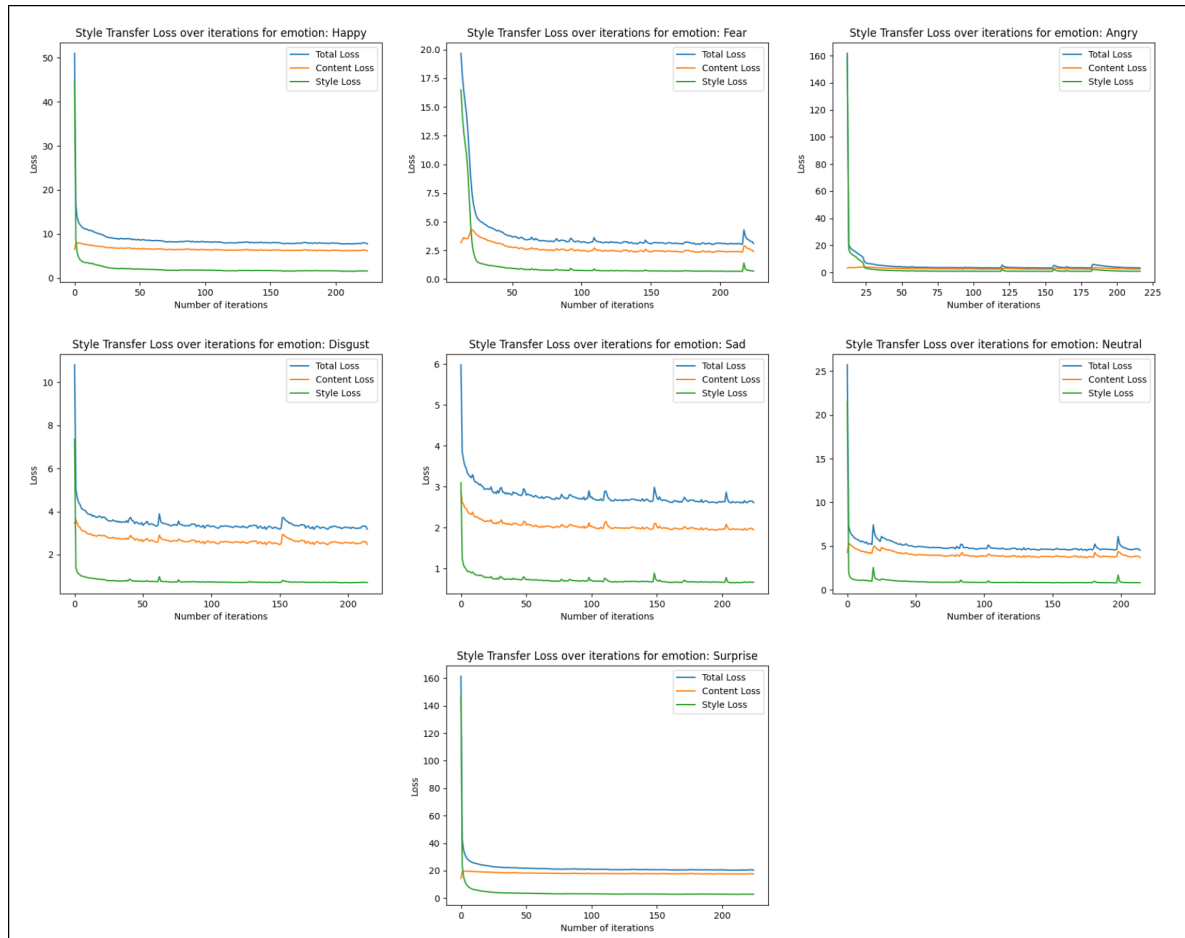 Style Transfer Loss over iterations for emotion: Happy
50
40
30
20
10
0
Loss
Total Loss
Content Loss
Style Loss
0 50 100 150 200
Number of iterations
Style Transfer Loss over iterations for emotion: Fear
20.0
17.5
15.0
12.5
10.0
7.5
5.0
2.5
0.0
Loss
Total Loss
Content Loss
Style Loss
50 100 150 200
Number of iterations
Style Transfer Loss over iterations for emotion: Angry
160
140
120
100
80
60
40
20
0
Loss
Total Loss
Content Loss
Style Loss
25 50 75 100 125 150 175 200 225
Number of iterations
Style Transfer Loss over iterations for emotion: Disgust
10
8
6
4
2
Loss
Total Loss
Content Loss
Style Loss
0 50 100 150 200
Number of iterations
Style Transfer Loss over iterations for emotion: Sad
6
5
4
3
2
1
Loss
Total Loss
Content Loss
Style Loss
0 50 100 150 200
Number of iterations
Style Transfer Loss over iterations for emotion: Neutral
25
20
15
10
5
0
Loss
Total Loss
Content Loss
Style Loss
0 50 100 150 200
Number of iterations
Style Transfer Loss over iterations for emotion: Surprise
160
140
120
100
80
60
40
20
0
Loss
Total Loss
Content Loss
Style Loss
0 50 100 150 200
Number of iterations